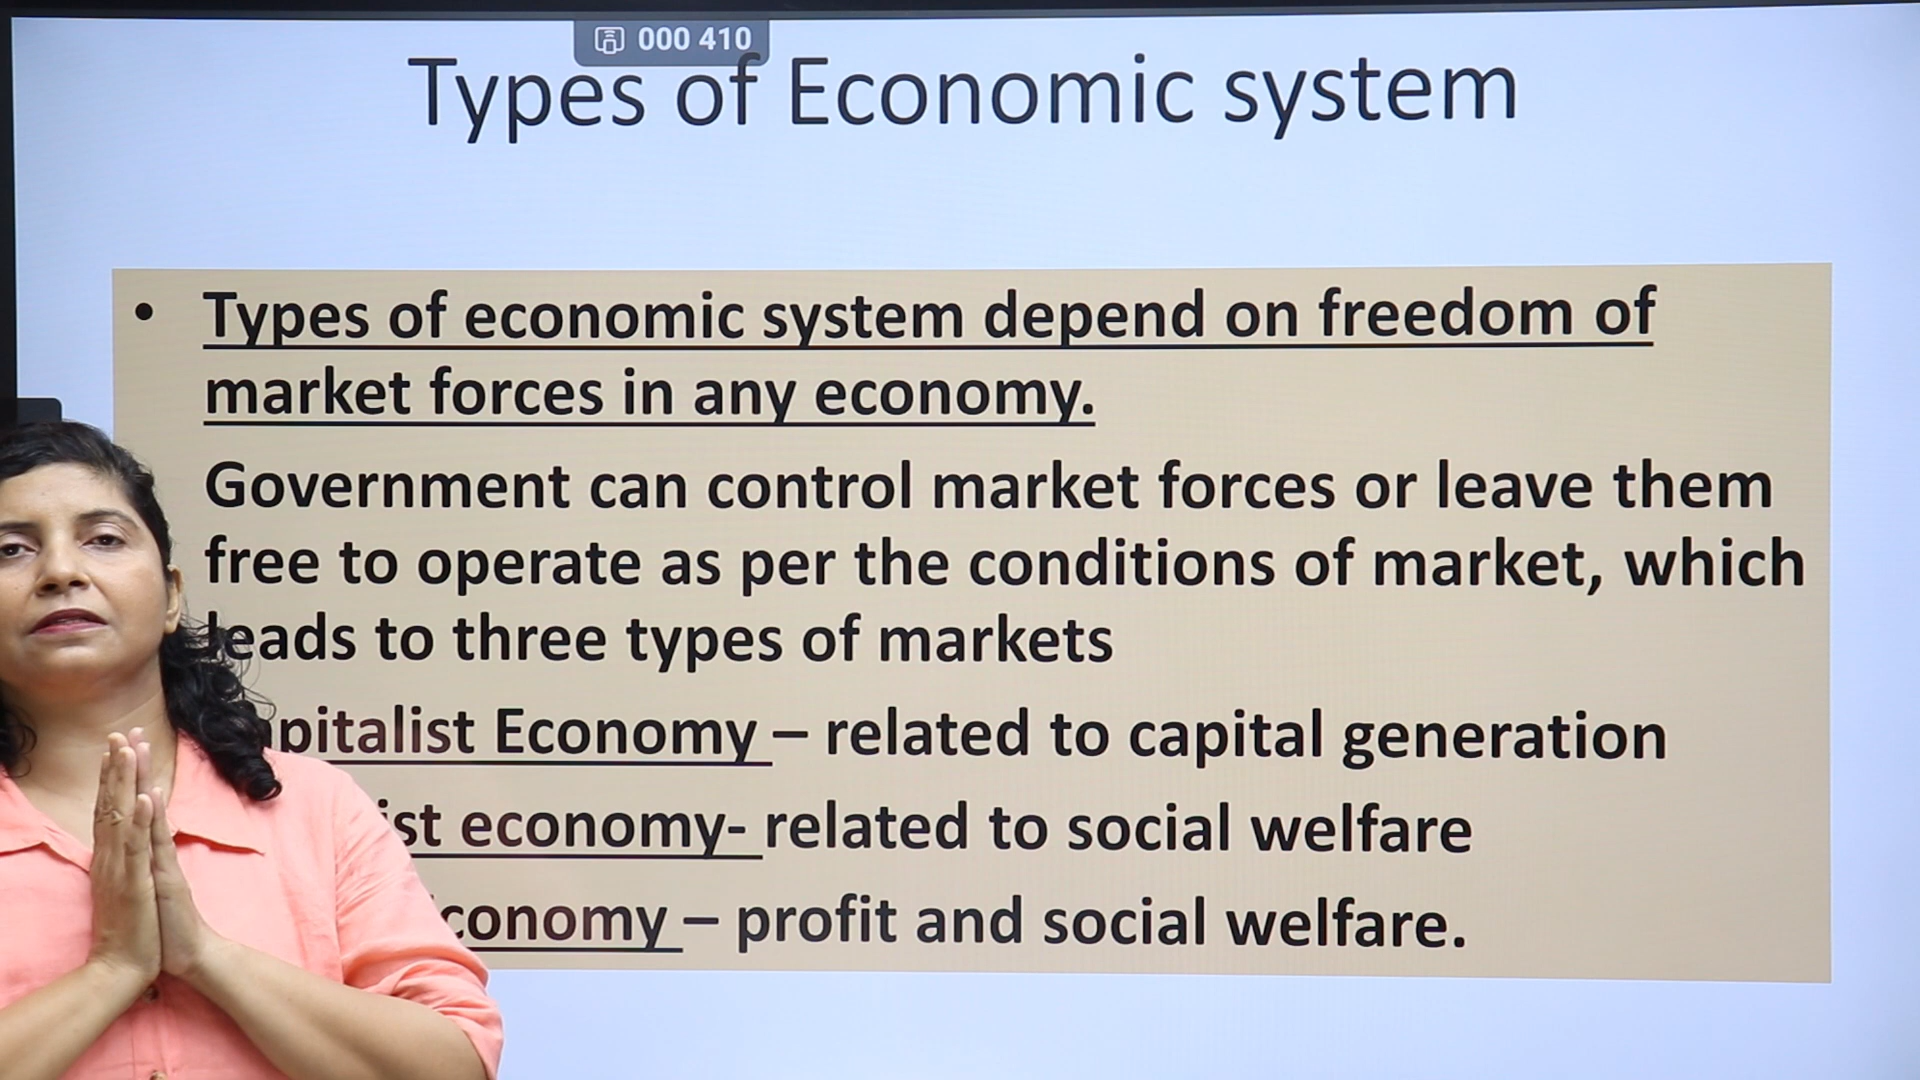 000 410
Types of Economic system
• Types of economic system depend on freedom of
market forces in any economy.
Government can control market forces or leave them
free to operate as per the conditions of market, which
leads to three types of markets
Economy – related to capital generation
economy- related to social welfare
– profit and social welfare.